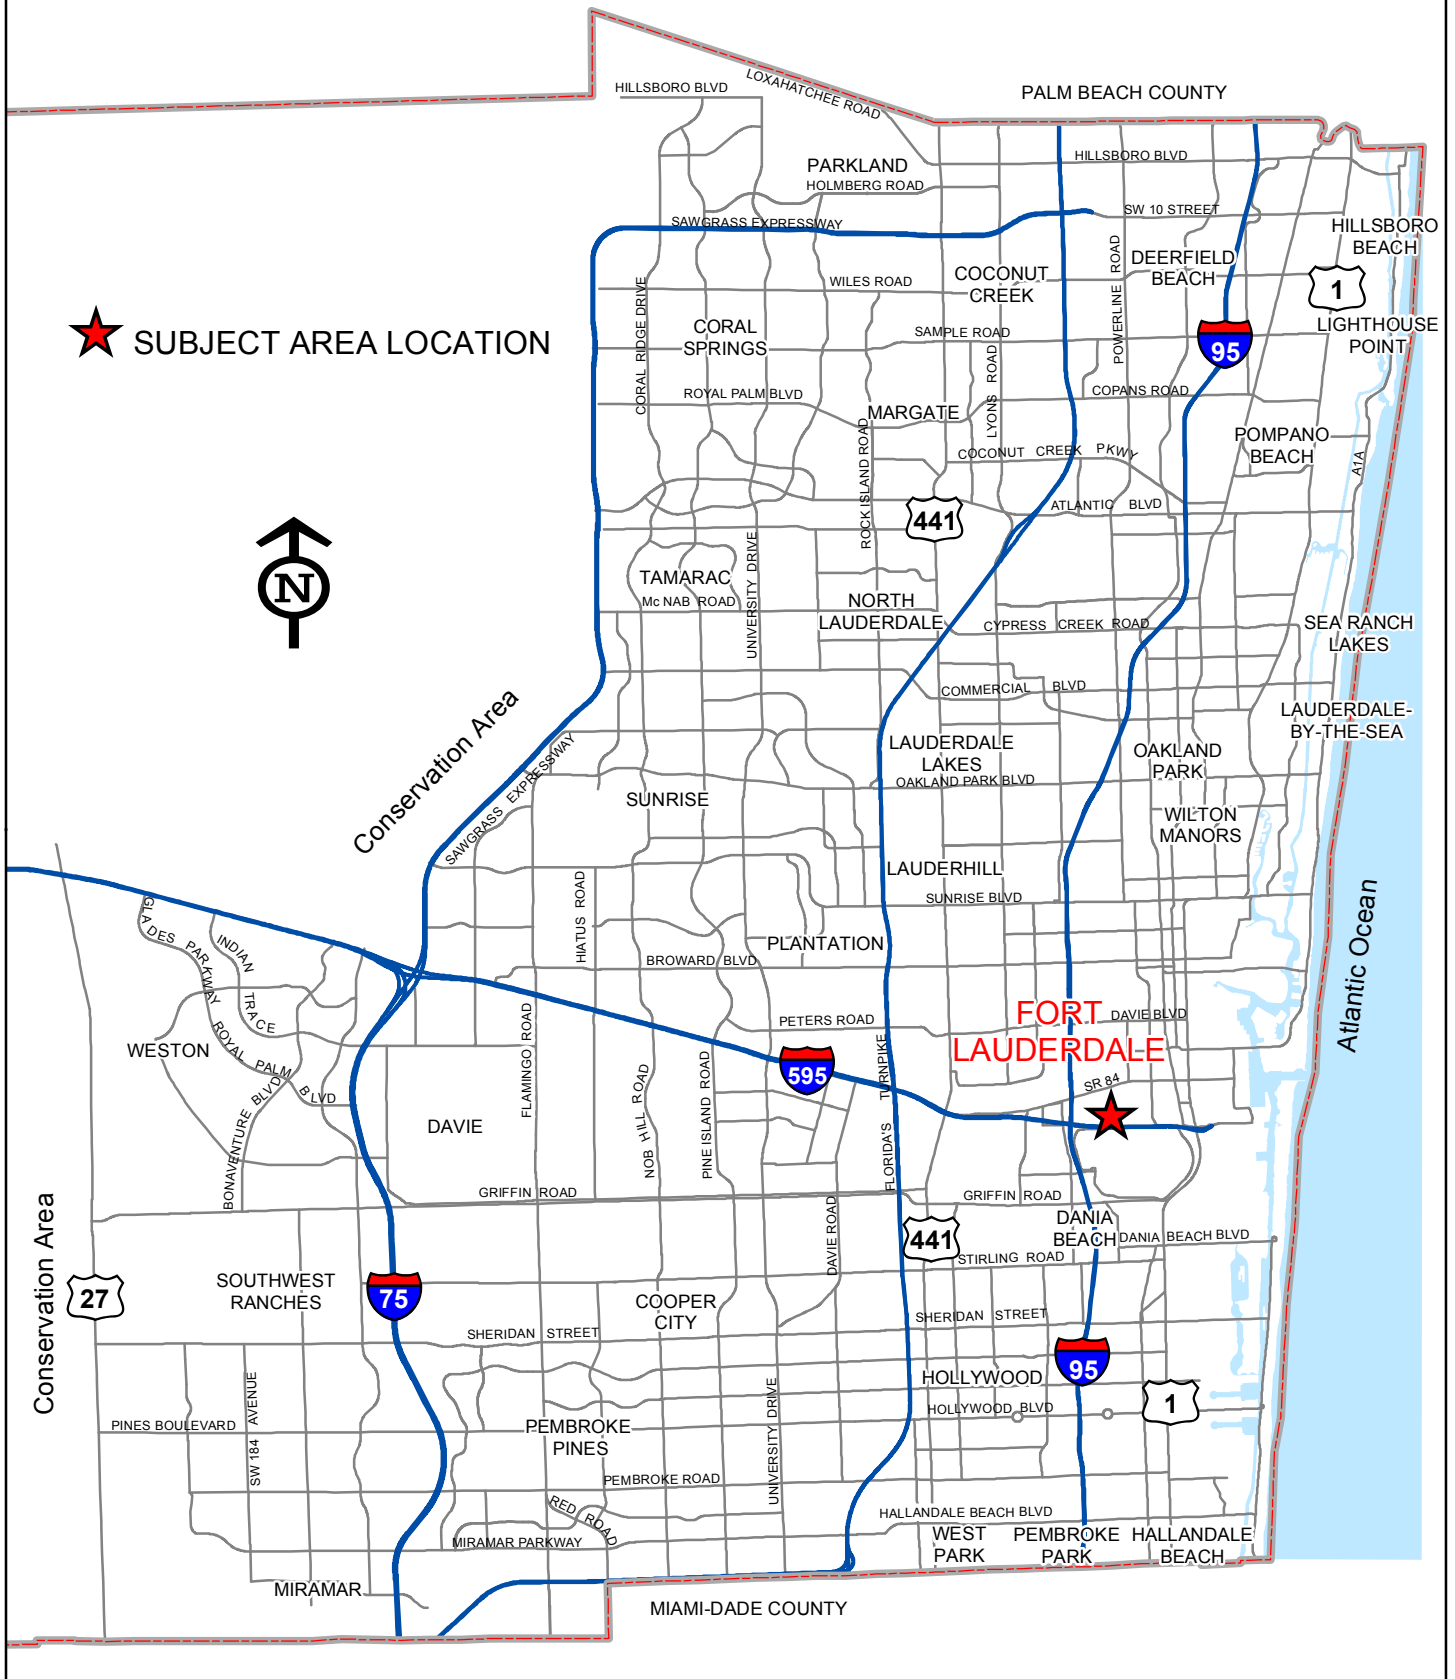 HILLSBORO BLVD
LOXAHATCHEE ROAD
PALM BEACH COUNTY
HILLSBORO BLVD
PARKLAND
HOLMBERG ROAD
SW 10 STREET
SAWGRASS EXPRESSWAY
HILLSBORO
BEACH
DEERFIELD
BEACH
POWERLINE ROAD
COCONUT
CREEK
WILES ROAD
1
CORAL RIDGE DRIVE
CORAL
SPRINGS
SAMPLE ROAD
LIGHTHOUSE
POINT
SUBJECT AREA LOCATION
95
LYONS ROAD
ROYAL PALM BLVD
COPANS ROAD
MARGATE
POMPANO
BEACH
ROCK ISLAND ROAD
COCONUT CREEK PKWY
A1A
441
ATLANTIC BLVD
N
UNIVERSITY DRIVE
TAMARAC
Mc NAB ROAD
NORTH
LAUDERDALE
CYPRESS CREEK ROAD
SEA RANCH
LAKES
COMMERCIAL BLVD
LAUDERDALE-
BY-THE-SEA
Conservation Area
SAWGRASS EXPRESSWAY
LAUDERDALE
LAKES
OAKLAND
PARK
OAKLAND PARK BLVD
SUNRISE
WILTON
MANORS
LAUDERHILL
SUNRISE BLVD
HIATUS ROAD
PLANTATION
BROWARD BLVD
Atlantic Ocean
GLADES PARKWAY
INDIAN
TRACE
FORT
LAUDERDALE
DAVIE BLVD
PETERS ROAD
WESTON
ROYAL PALM BLVD
BONAVENTURE BLVD
FLAMINGO ROAD
NOB HILL ROAD
PINE ISLAND ROAD
595
FLORIDA'S TURNPIKE
SR 84
DAVIE
GRIFFIN ROAD
GRIFFIN ROAD
DAVIE ROAD
DANIA
BEACH
DANIA BEACH BLVD
441
STIRLING ROAD
Conservation Area
27
SOUTHWEST
RANCHES
75
COOPER
CITY
SHERIDAN STREET
SHERIDAN STREET
95
HOLLYWOOD
HOLLYWOOD BLVD
1
SW 184 AVENUE
PINES BOULEVARD
PEMBROKE
PINES
UNIVERSITY DRIVE
PEMBROKE ROAD
RED ROAD
HALLANDALE BEACH BLVD
MIRAMAR PARKWAY
WEST
PARK
PEMBROKE
PARK
HALLANDALE
BEACH
MIRAMAR
MIAMI-DADE COUNTY